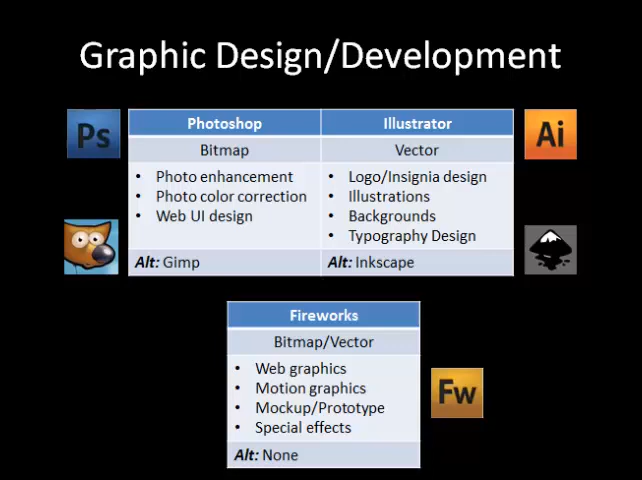 Graphic Design/Development
Ps
Photoshop
Illustrator
Ai
Bitmap
Vector
• Photo enhancement
• Photo color correction
• Web UI design
• Logo/Insignia design
• Illustrations
• Backgrounds
• Typography Design
Alt: Gimp
Alt: Inkscape
Fireworks
Bitmap/Vector
• Web graphics
• Motion graphics
• Mockup/Prototype
• Special effects
Fw
Alt: None